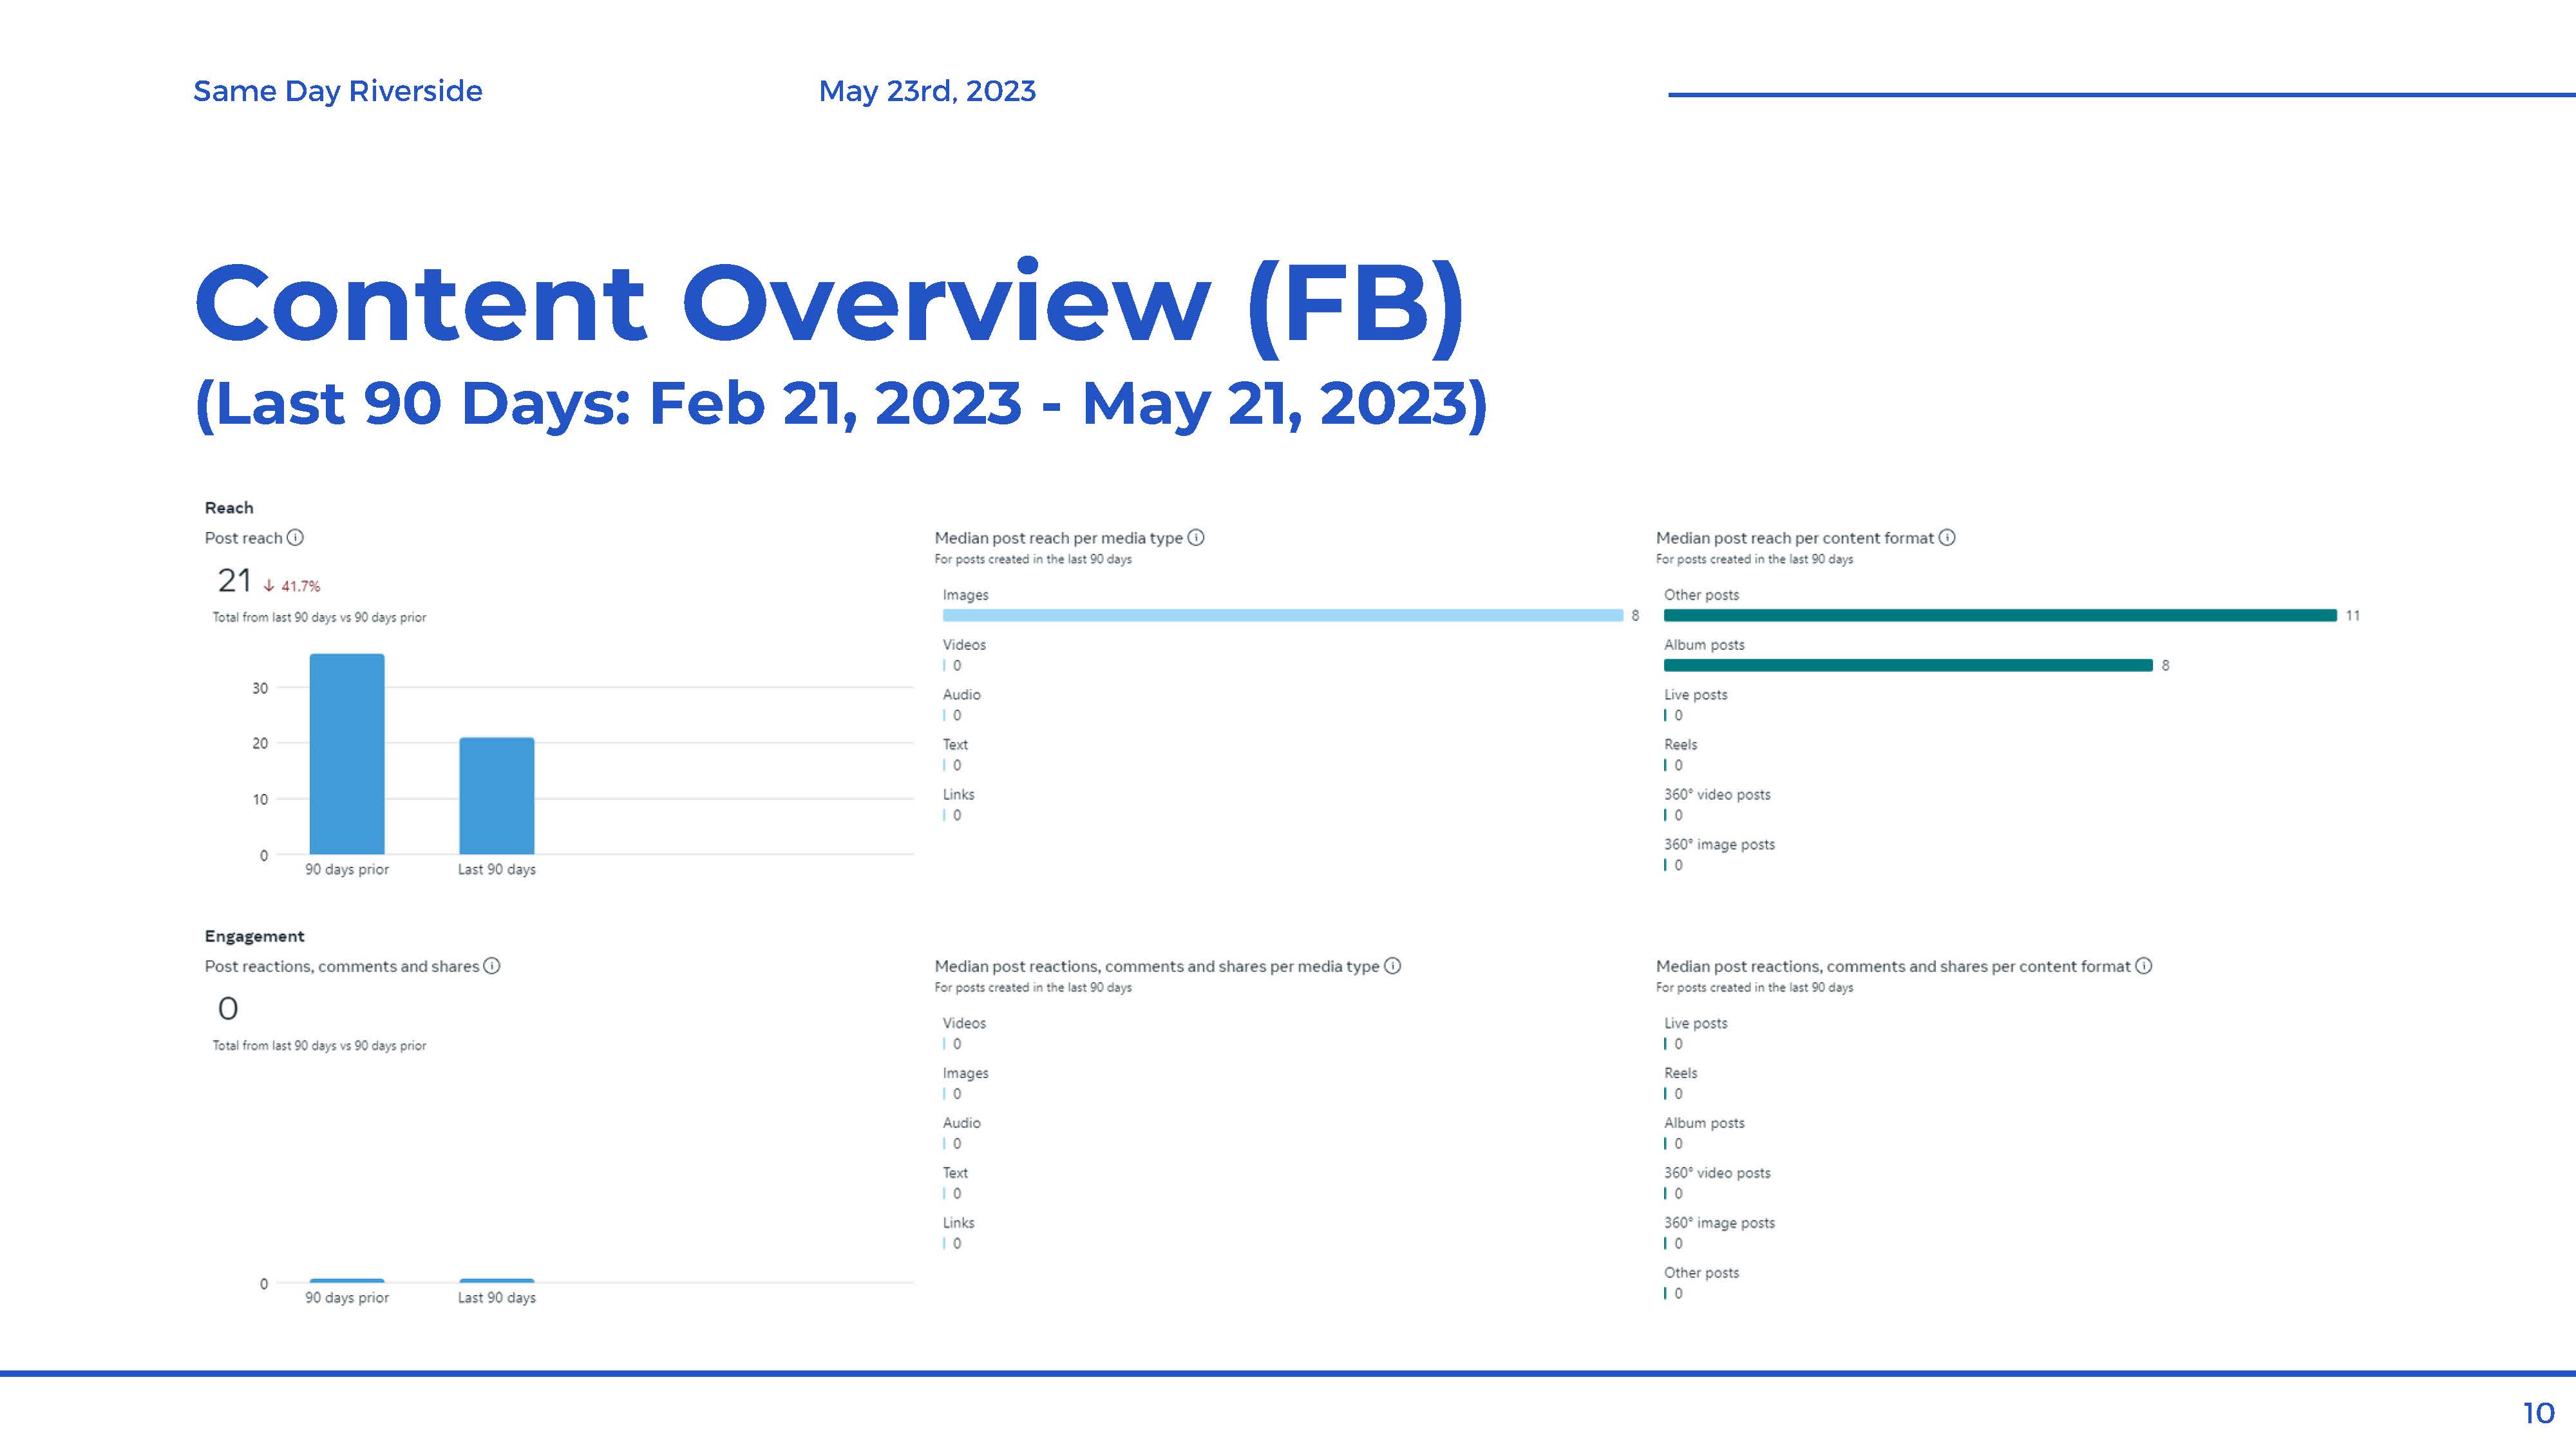 Same Day Riverside
May 23rd, 2023
Content Overview (FB)
(Last 90 Days: Feb 21, 2023 - May 21, 2023)
Reach
Post reach
21 ↓ 41.7%
Total from last 90 days vs 90 days prior
30
20
10
0
90 days prior
Last 90 days
Median post reach per media type
For posts created in the last 90 days
Images
8
Videos
0
Audio
0
Text
0
Links
0
Median post reach per content format
For posts created in the last 90 days
Other posts
11
Album posts
8
Live posts
0
Reels
0
360° video posts
0
360° image posts
0
Engagement
Post reactions, comments and shares
0
Total from last 90 days vs 90 days prior
0
90 days prior
Last 90 days
Median post reactions, comments and shares per media type
For posts created in the last 90 days
Videos
0
Images
0
Audio
0
Text
0
Links
0
Median post reactions, comments and shares per content format
For posts created in the last 90 days
Live posts
0
Reels
0
Album posts
0
360° video posts
0
360° image posts
0
Other posts
0
10